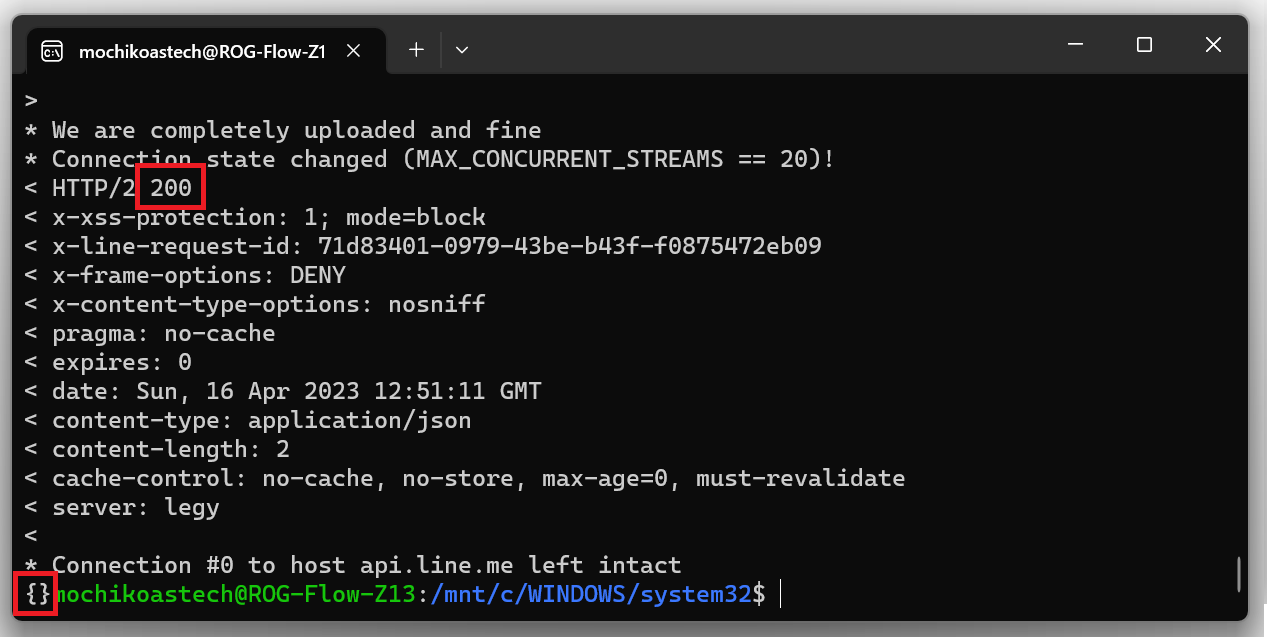 mochikoastech@ROG-Flow-Z1
>
* We are completely uploaded and fine
* Connection state changed (MAX_CONCURRENT_STREAMS == 20)!
< HTTP/2 200
< x-xss-protection: 1; mode=block
< x-line-request-id: 71d83401-0979-43be-b43f-f0875472eb09
< x-frame-options: DENY
< x-content-type-options: nosniff
< pragma: no-cache
< expires: 0
< date: Sun, 16 Apr 2023 12:51:11 GMT
< content-type: application/json
< content-length: 2
< cache-control: no-cache, no-store, max-age=0, must-revalidate
< server: legy
<
* Connection #0 to host api.line.me left intact
{}mochikoastech@ROG-Flow-Z13:/mnt/c/WINDOWS/system32$